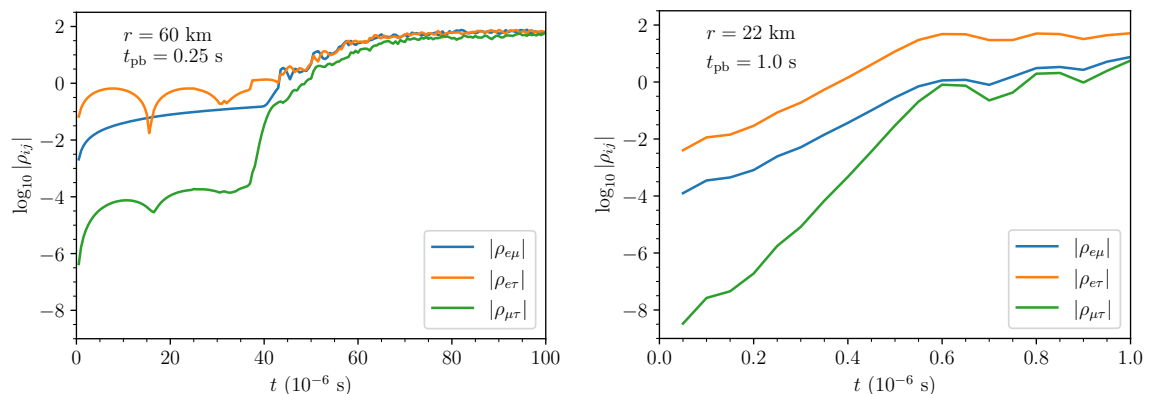 r = 60 km
t_pb = 0.25 s
log₁₀ |ρ_ij|
2
0
−2
−4
−6
−8
|ρ_eμ|
|ρ_eτ|
|ρ_μτ|
0 20 40 60 80 100
t (10⁻⁶ s)
r = 22 km
t_pb = 1.0 s
log₁₀ |ρ_ij|
2
0
−2
−4
−6
−8
|ρ_eμ|
|ρ_eτ|
|ρ_μτ|
0.0 0.2 0.4 0.6 0.8 1.0
t (10⁻⁶ s)